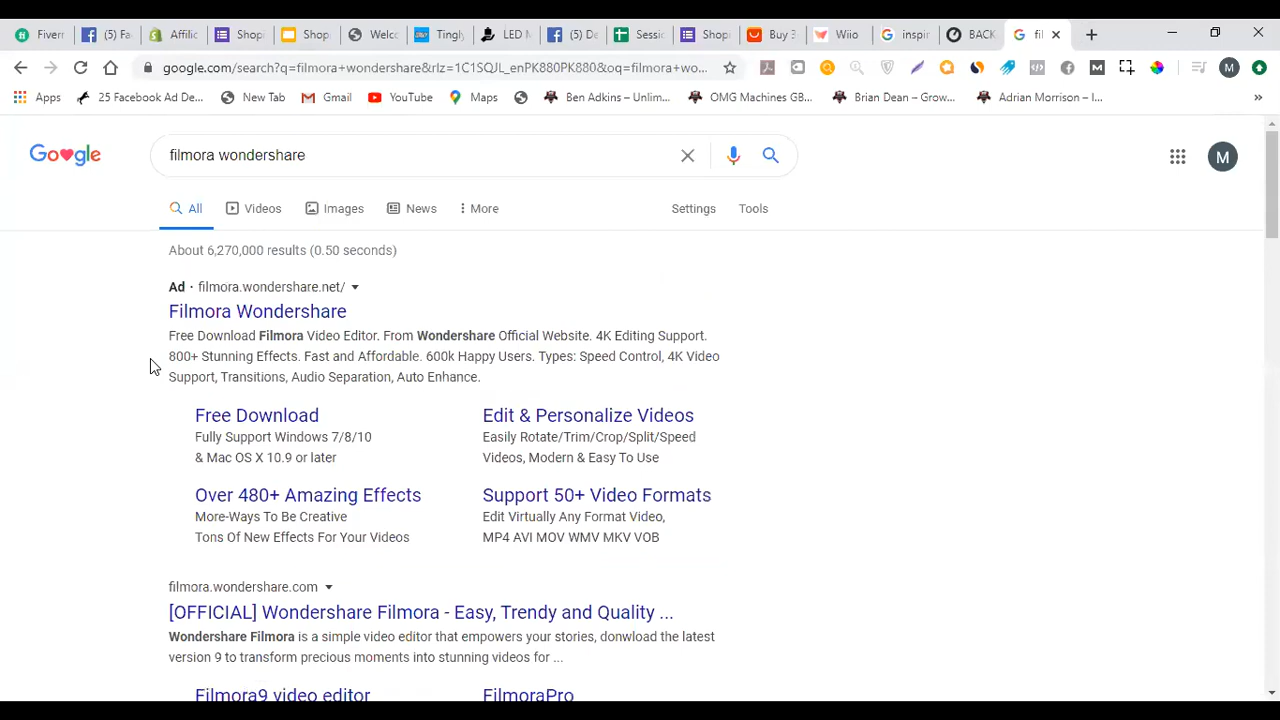 Fiverr
(5) Fa
Affilia
Shop
Shop
Welc
Tingl
LED M
(5) De
Sessi
Shop
Buy 3
Wiio
inspir
BACK
fil
google.com/search?q=filmora+wondershare&rlz=1C1SQJL_enPK880PK880&oq=filmora+wo...
M
Apps
25 Facebook Ad De...
New Tab
Gmail
YouTube
Maps
Ben Adkins – Unlim...
OMG Machines GB...
Brian Dean – Grow...
Adrian Morrison – I...
»
Google
filmora wondershare
M
All
Videos
Images
News
More
Settings
Tools
About 6,270,000 results (0.50 seconds)
Ad · filmora.wondershare.net/
Filmora Wondershare
Free Download Filmora Video Editor. From Wondershare Official Website. 4K Editing Support.
800+ Stunning Effects. Fast and Affordable. 600k Happy Users. Types: Speed Control, 4K Video
Support, Transitions, Audio Separation, Auto Enhance.
Free Download
Fully Support Windows 7/8/10
& Mac OS X 10.9 or later
Edit & Personalize Videos
Easily Rotate/Trim/Crop/Split/Speed
Videos, Modern & Easy To Use
Over 480+ Amazing Effects
More-Ways To Be Creative
Tons Of New Effects For Your Videos
Support 50+ Video Formats
Edit Virtually Any Format Video,
MP4 AVI MOV WMV MKV VOB
filmora.wondershare.com
[OFFICIAL] Wondershare Filmora - Easy, Trendy and Quality ...
Wondershare Filmora is a simple video editor that empowers your stories, donwload the latest
version 9 to transform precious moments into stunning videos for ...
Filmora9 video editor
FilmoraPro